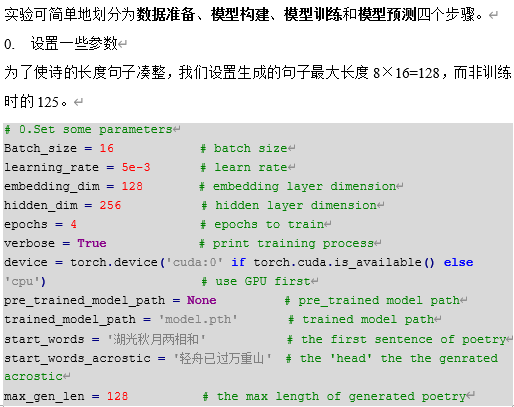 实验可简单地划分为数据准备、模型构建、模型训练和模型预测四个步骤。
0. 设置一些参数
为了使诗的长度句子凑整，我们设置生成的句子最大长度 8×16=128，而非训练
时的 125。
# 0.Set some parameters
Batch_size = 16 # batch size
learning_rate = 5e-3 # learn rate
embedding_dim = 128 # embedding layer dimension
hidden_dim = 256 # hidden layer dimension
epochs = 4 # epochs to train
verbose = True # print training process
device = torch.device('cuda:0' if torch.cuda.is_available() else
'cpu') # use GPU first
pre_trained_model_path = None # pre_trained model path
trained_model_path = 'model.pth' # trained model path
start_words = '湖光秋月两相和' # the first sentence of poetry
start_words_acrostic = '轻舟已过万重山' # the 'head' the the genrated
acrostic
max_gen_len = 128 # the max length of generated poetry